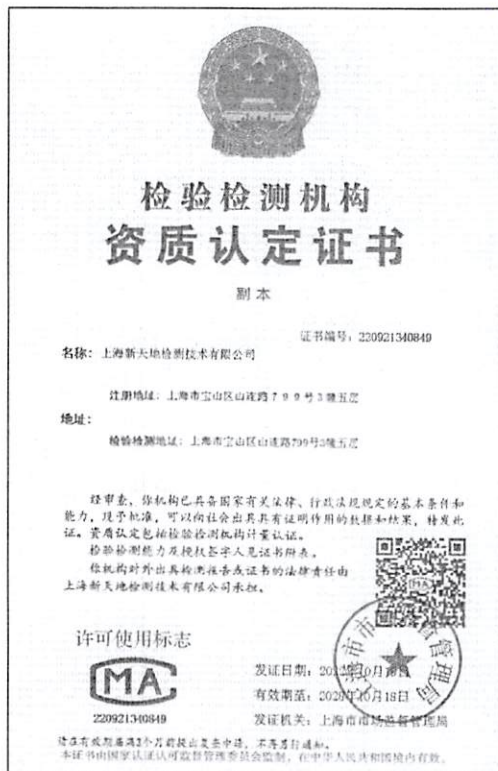 检验检测机构
资质认定证书
副本
证书编号：220921340849
名称：上海新天地检测技术有限公司
注册地址：上海市宝山区山连路799号3幢五层
地址：
检验检测地址：上海市宝山区山连路799号3幢五层
经审查，你机构已具备国家有关法律、行政法规规定的基本条件和
能力，现予批准，可以向社会出具具有证明作用的数据和结果，特发此
证。资质认定包括检验检测机构计量认证。
检验检测能力及授权签字人见证书附表。
你机构对外出具检测报告或证书的法律责任由
上海新天地检测技术有限公司承担。
许可使用标志
MA
220921340849
发证日期：2022年10月19日
有效期至：2028年10月18日
发证机关：上海市市场监督管理局
请在有效期届满3个月前提出复查申请，不再另行通知。
本证书由国家认证认可监督管理委员会监制，在中华人民共和国境内有效。